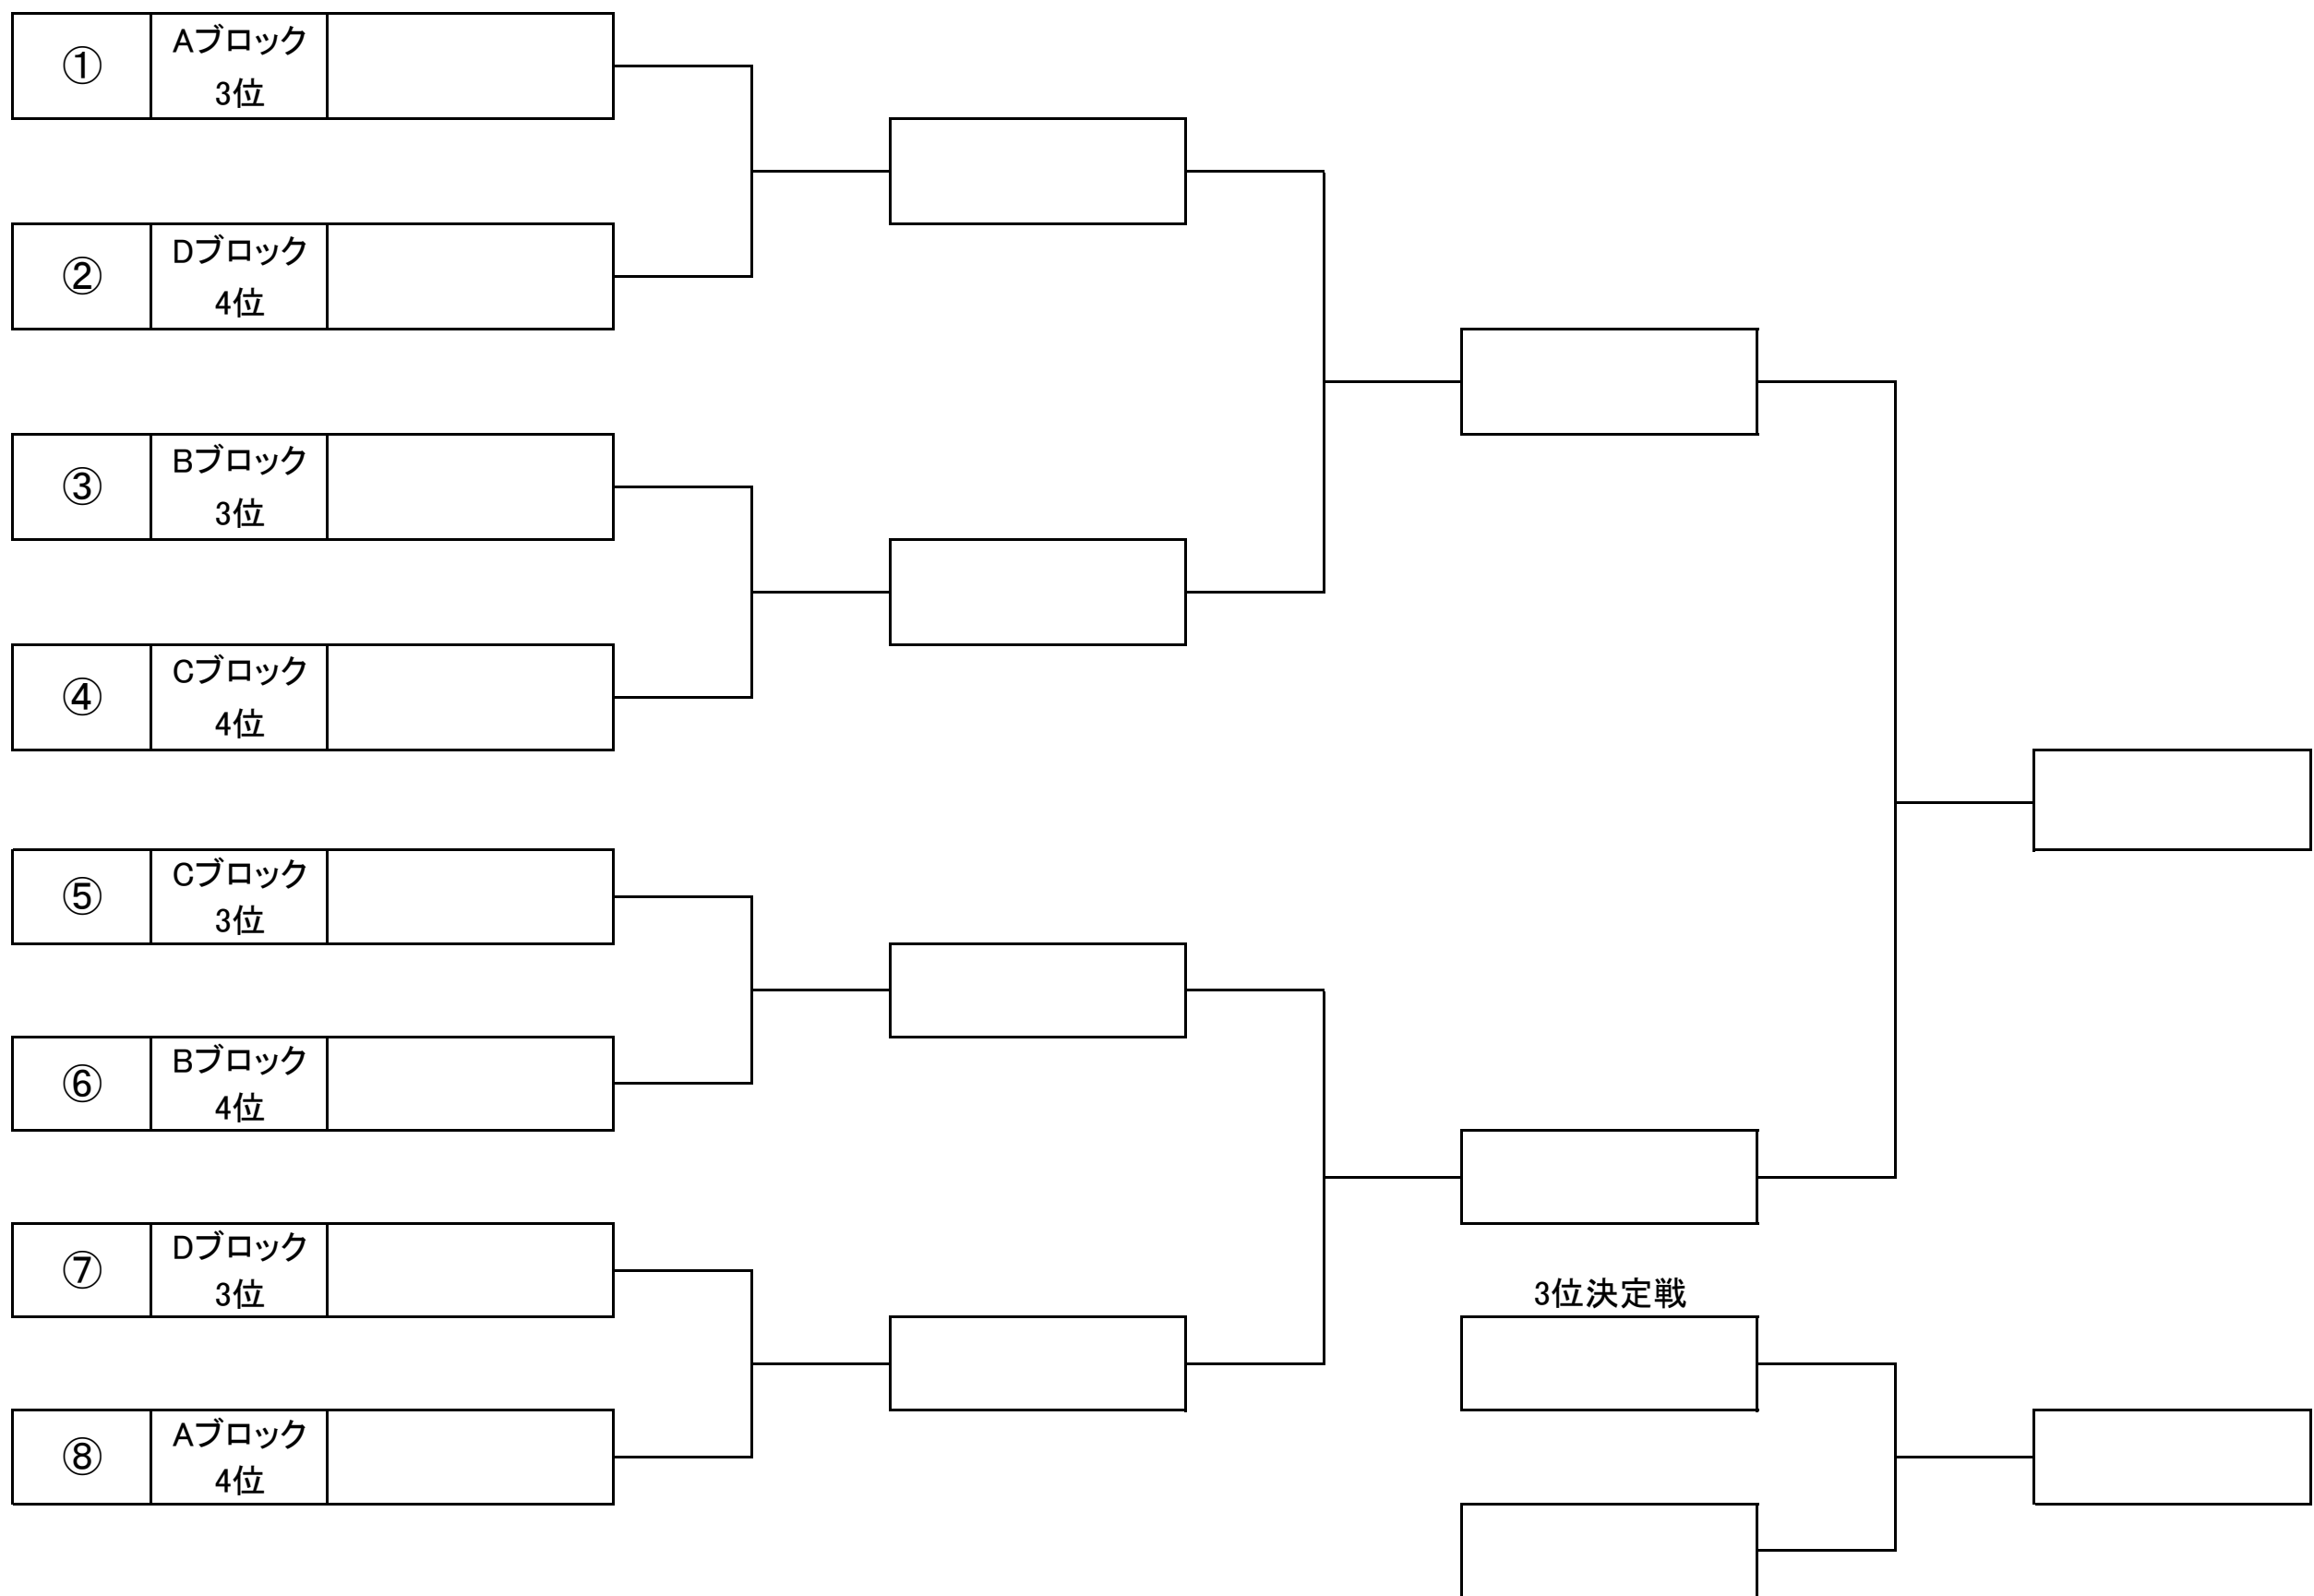 ①
Aブロック
3位
②
Dブロック
4位
③
Bブロック
3位
④
Cブロック
4位
⑤
Cブロック
3位
⑥
Bブロック
4位
⑦
Dブロック
3位
3位決定戦
⑧
Aブロック
4位